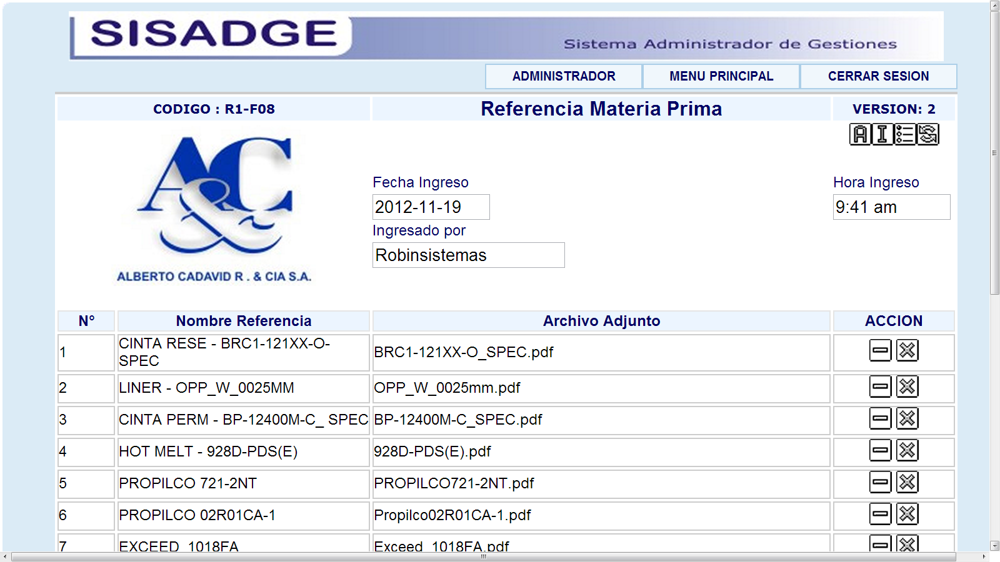 SISADGE
Sistema Administrador de Gestiones
ADMINISTRADOR MENU PRINCIPAL CERRAR SESION
CODIGO : R1-F08 Referencia Materia Prima VERSION: 2
A I
A&C
ALBERTO CADAVID R . & CIA S.A.
Fecha Ingreso Hora Ingreso
2012-11-19 9:41 am
Ingresado por
Robinsistemas
N° Nombre Referencia Archivo Adjunto ACCION
1 CINTA RESE - BRC1-121XX-O-
SPEC BRC1-121XX-O_SPEC.pdf
2 LINER - OPP_W_0025MM OPP_W_0025mm.pdf
3 CINTA PERM - BP-12400M-C_ SPEC BP-12400M-C_SPEC.pdf
4 HOT MELT - 928D-PDS(E) 928D-PDS(E).pdf
5 PROPILCO 721-2NT PROPILCO721-2NT.pdf
6 PROPILCO 02R01CA-1 Propilco02R01CA-1.pdf
7 EXCEED_1018FA Exceed_1018FA.pdf